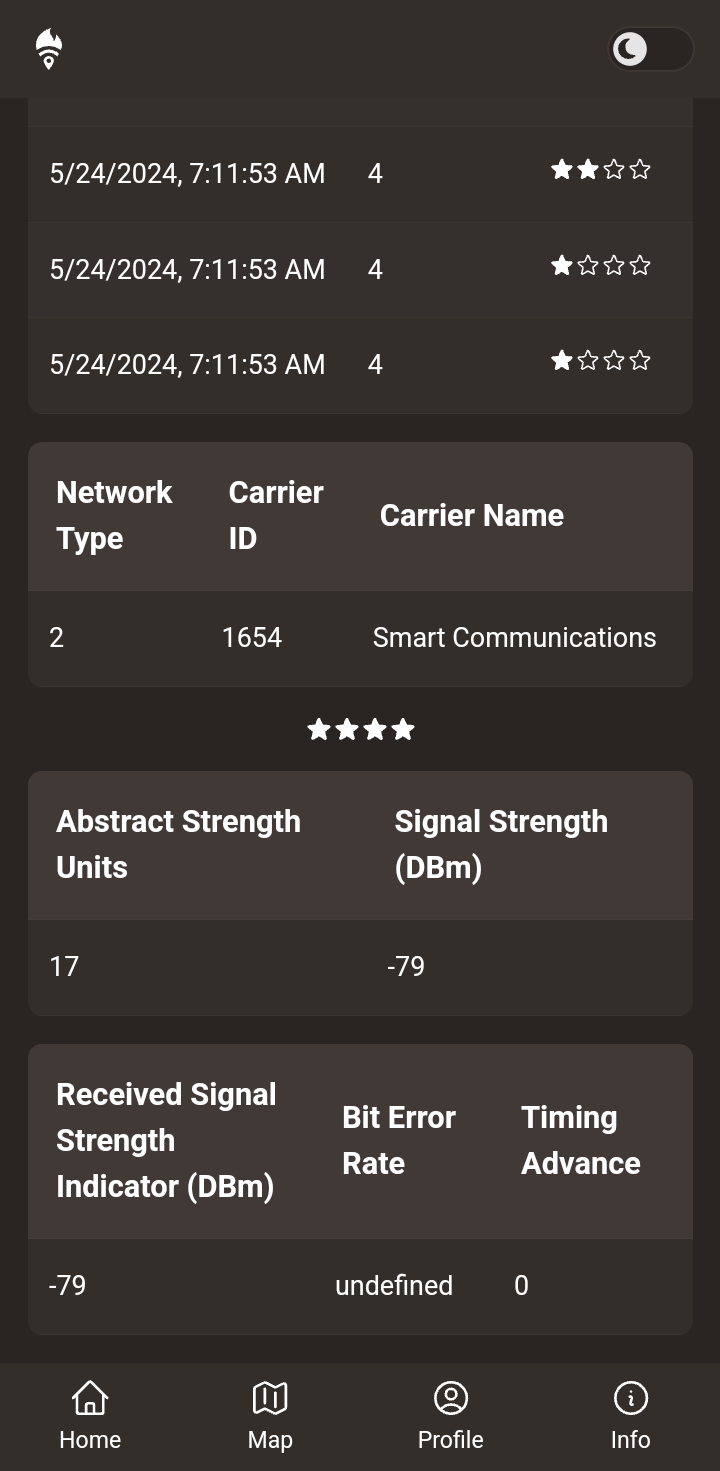 5/24/2024, 7:11:53 AM 4
5/24/2024, 7:11:53 AM 4
5/24/2024, 7:11:53 AM 4
Network Type Carrier ID Carrier Name
2 1654 Smart Communications
Abstract Strength Units Signal Strength (DBm)
17 -79
Received Signal Strength Indicator (DBm) Bit Error Rate Timing Advance
-79 undefined 0
Home Map Profile Info